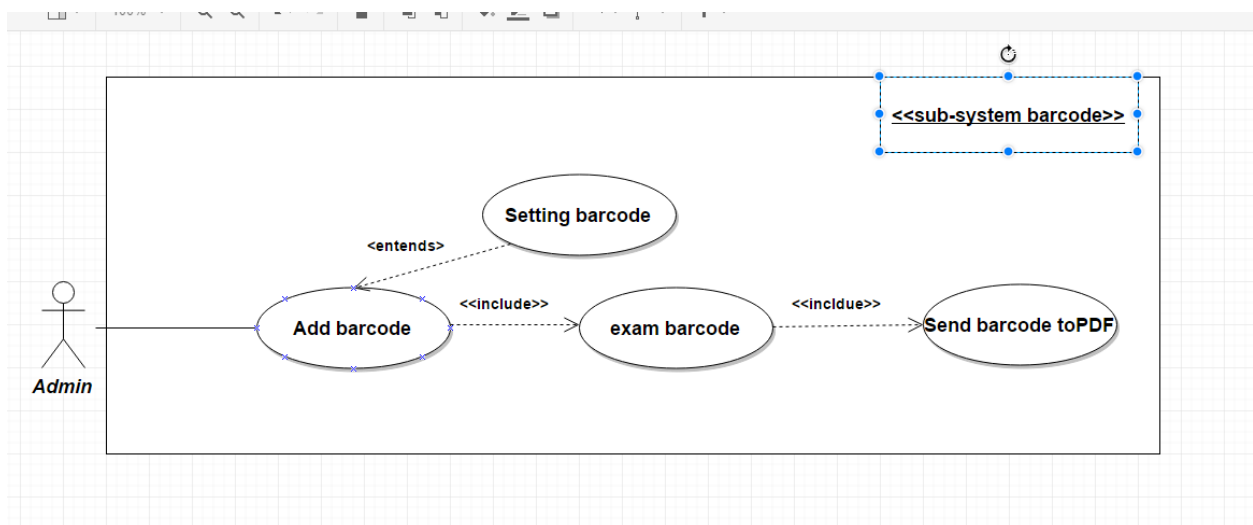 <<sub-system barcode>>
Setting barcode
<entends>
<<include>>
<<incldue>>
Add barcode
exam barcode
Send barcode toPDF
Admin